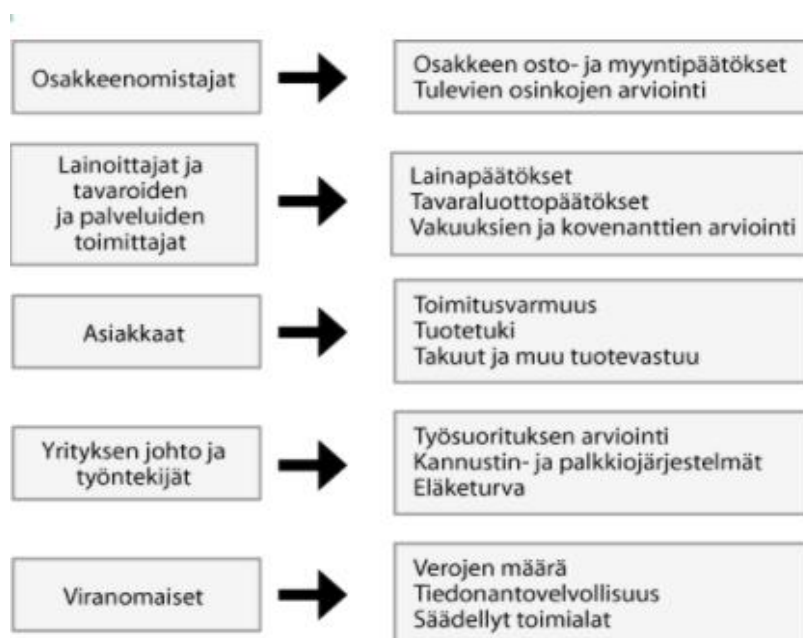 Osakkeenomistajat
Osakkeen osto- ja myyntipäätökset
Tulevien osinkojen arviointi
Lainoittajat ja
tavaroiden
ja palveluiden
toimittajat
Lainapäätökset
Tavaraluottopäätökset
Vakuuksien ja kovenanttien arviointi
Asiakkaat
Toimitusvarmuus
Tuotetuki
Takuut ja muu tuotevastuu
Yrityksen johto ja
työntekijät
Työsuorituksen arviointi
Kannustin- ja palkkiojärjestelmät
Eläketurva
Viranomaiset
Verojen määrä
Tiedonantovelvollisuus
Säädellyt toimialat